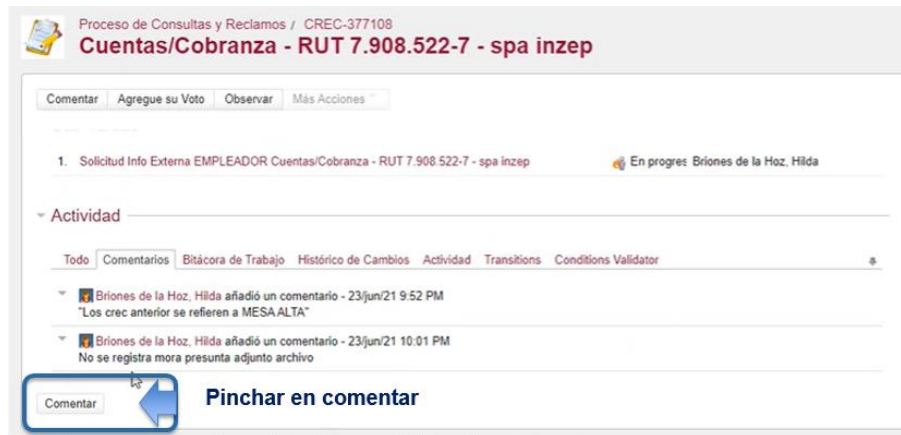 Proceso de Consultas y Reclamos / CREC-377108
Cuentas/Cobranza - RUT 7.908.522-7 - spa inzep
Comentar Agregue su Voto Observar Más Acciones
1. Solicitud Info Externa EMPLEADOR Cuentas/Cobranza - RUT 7.908.522-7 - spa inzep En progres Briones de la Hoz, Hilda
Actividad
Todo Comentarios Bitácora de Trabajo Histórico de Cambios Actividad Transitions Conditions Validator
Briones de la Hoz, Hilda añadió un comentario - 23/jun/21 9:52 PM
"Los crec anterior se refieren a MESA ALTA"
Briones de la Hoz, Hilda añadió un comentario - 23/jun/21 10:01 PM
No se registra mora presunta adjunto archivo
Comentar Pinchar en comentar